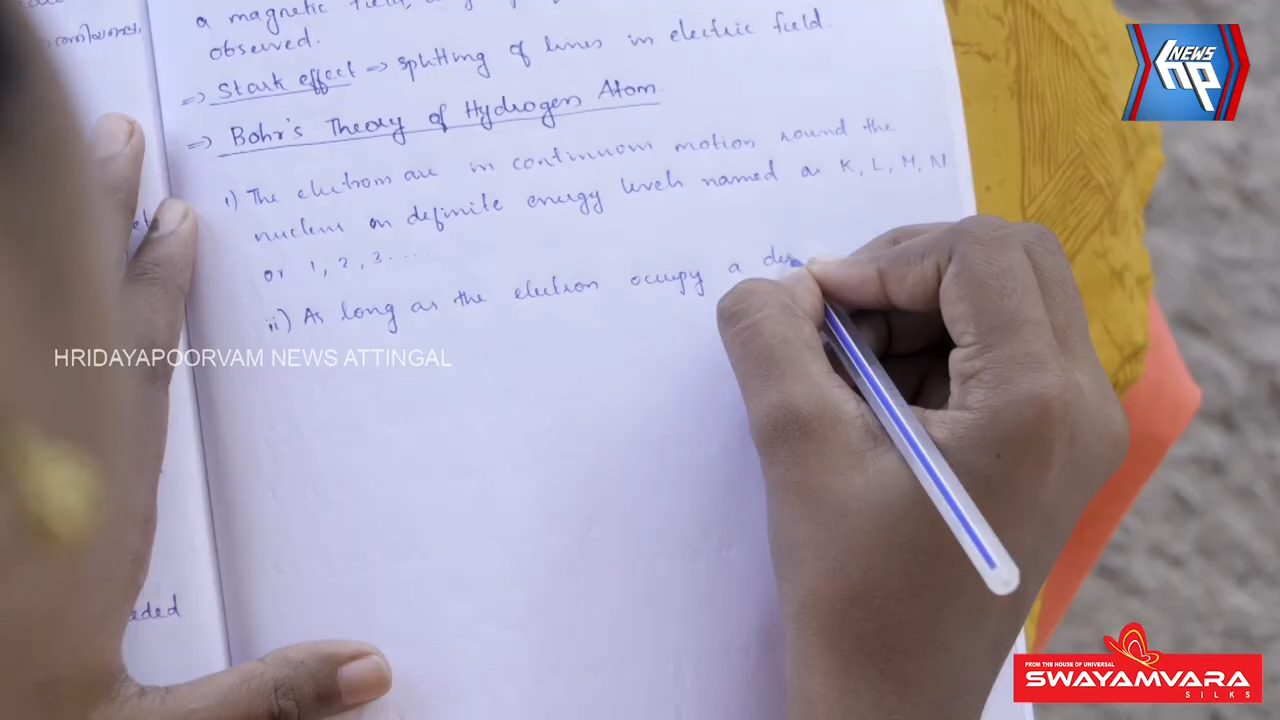 a magnetic field,
observed.
=> Stark effect => splitting of lines in electric field.
=> Bohr's Theory of Hydrogen Atom.
i) The electrons are in continuous motion round the
nucleus on definite energy levels named as K, L, M, N
or 1, 2, 3....
ii) As long as the electron occupy a de
eded
HRIDAYAPOORVAM NEWS ATTINGAL
NEWS
hp
FROM THE HOUSE OF UNIVERSAL
SWAYAMVARA
SILKS